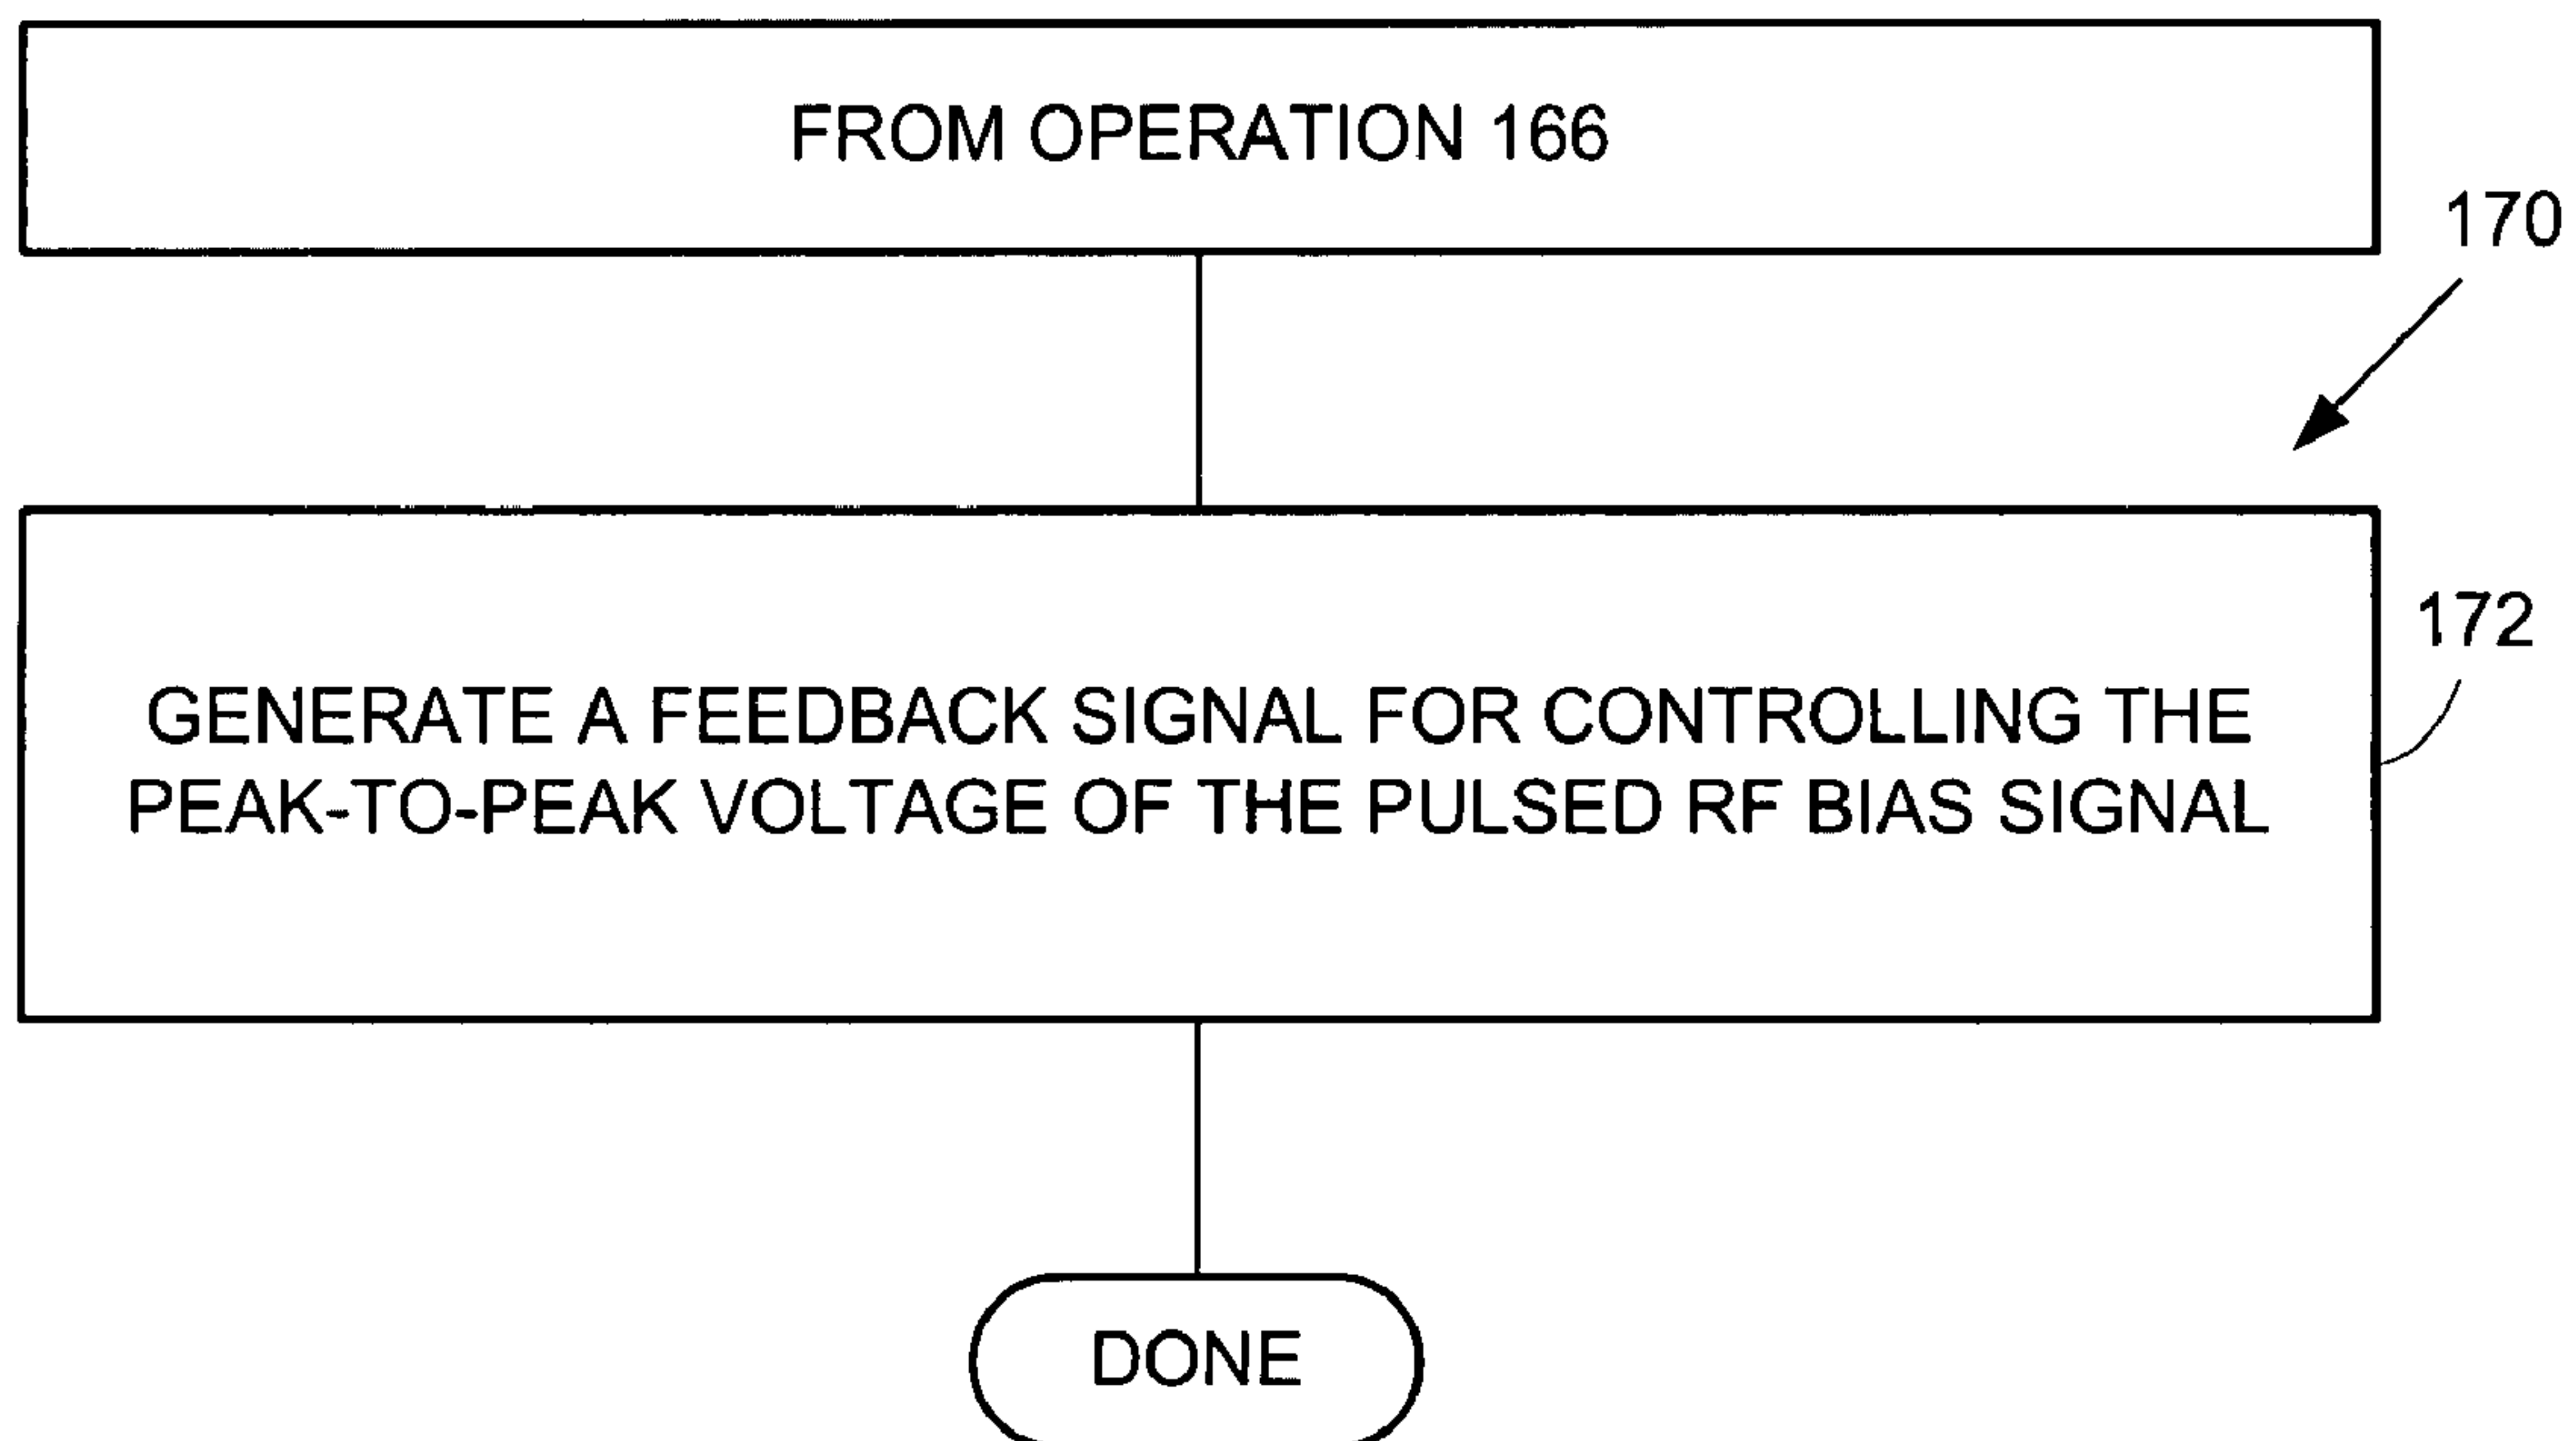 FROM OPERATION 166
170
172
GENERATE A FEEDBACK SIGNAL FOR CONTROLLING THE
PEAK-TO-PEAK VOLTAGE OF THE PULSED RF BIAS SIGNAL
DONE